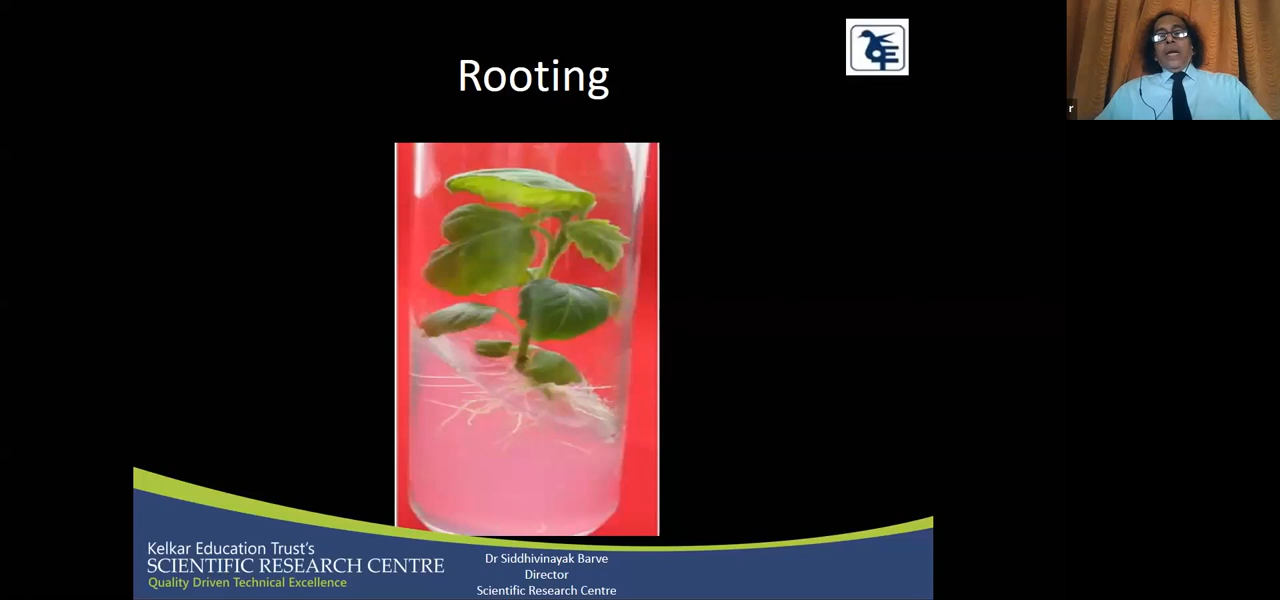 Rooting
r
Kelkar Education Trust's
SCIENTIFIC RESEARCH CENTRE
Quality Driven Technical Excellence
Dr Siddhivinayak Barve
Director
Scientific Research Centre